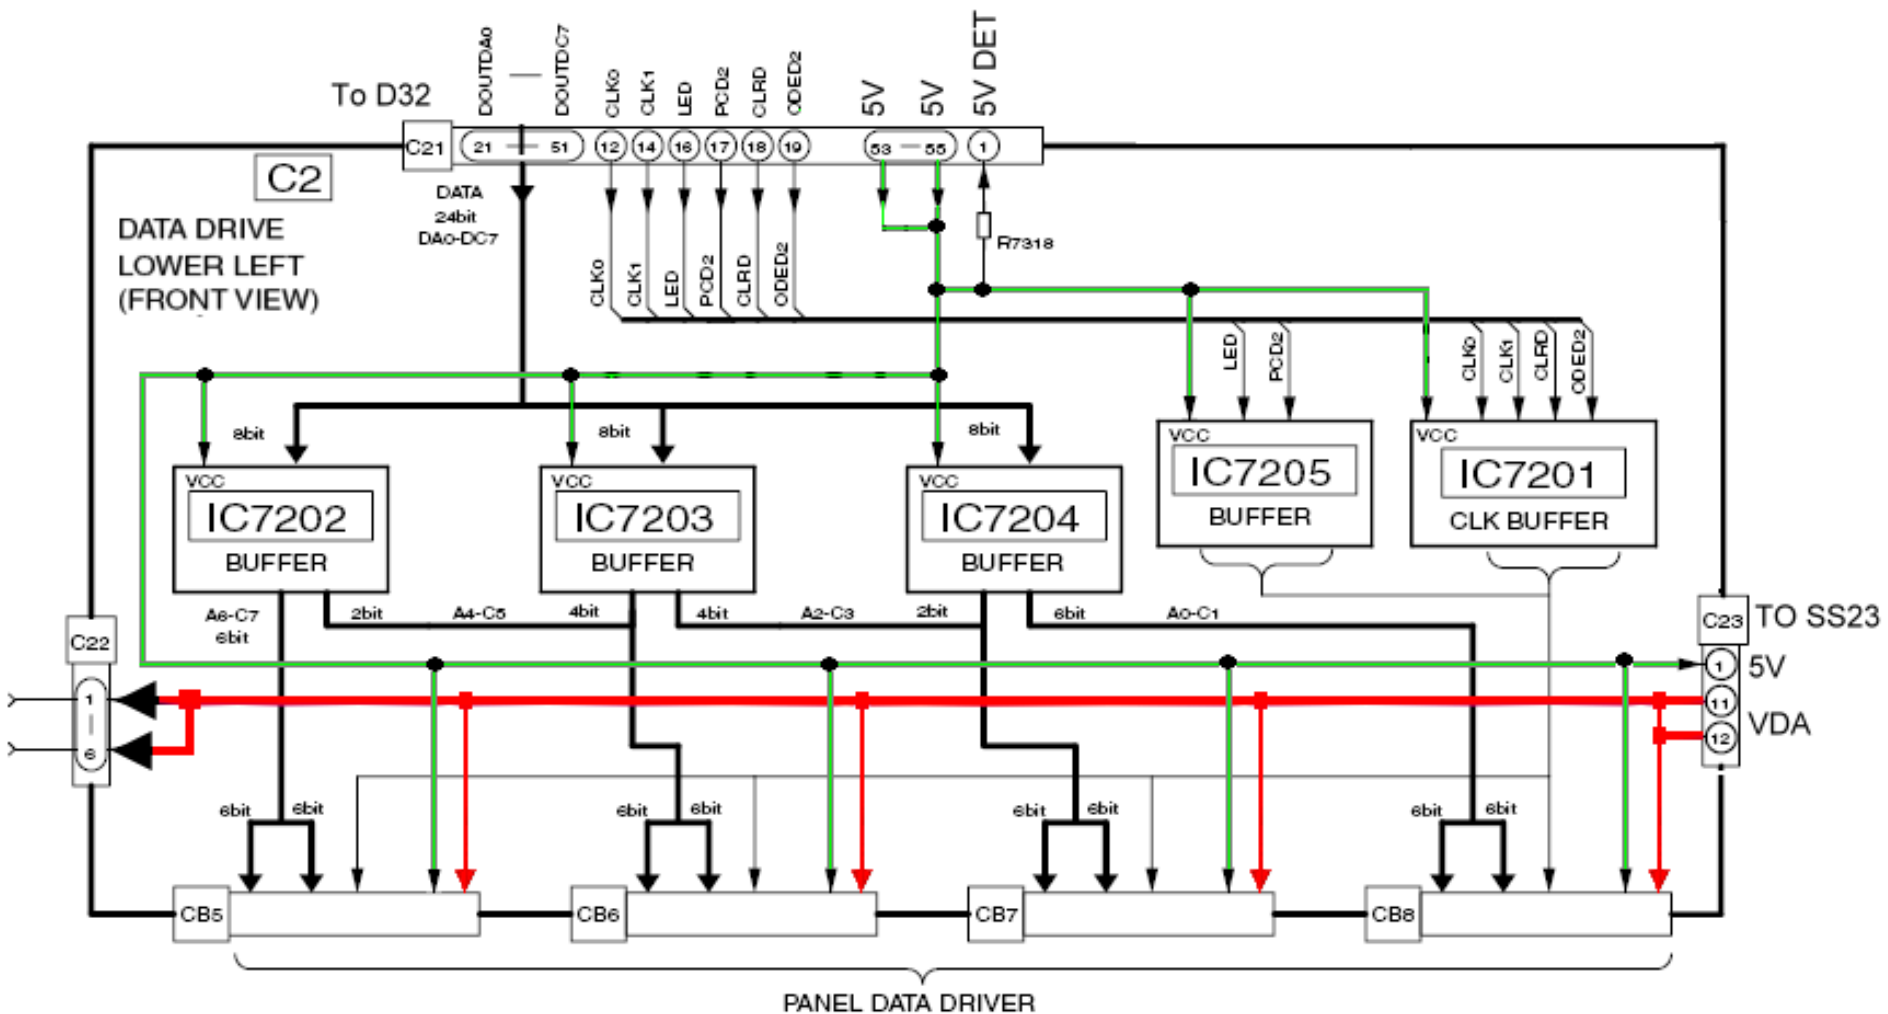 DOUTDA0 — DOUTDC7
CLK0
CLK1
LED
PCD2
CLRD
ODED2
5V
5V
5V DET
To D32
C21
21 — 51
12
14
16
17
18
19
53 — 55
1
C2
DATA
24bit
DA0-DC7
DATA DRIVE
LOWER LEFT
(FRONT VIEW)
CLK0
CLK1
LED
PCD2
CLRD
ODED2
R7318
LED
PCD2
CLK0
CLK1
CLRD
ODED2
8bit
8bit
8bit
VCC
IC7202
BUFFER
VCC
IC7203
BUFFER
VCC
IC7204
BUFFER
VCC
IC7205
BUFFER
VCC
IC7201
CLK BUFFER
A6-C7
6bit
2bit
A4-C5
4bit
4bit
A2-C3
2bit
6bit
A0-C1
C22
1
6
C23
TO SS23
1
5V
11
VDA
12
6bit
6bit
6bit
6bit
6bit
6bit
6bit
6bit
CB5
CB6
CB7
CB8
PANEL DATA DRIVER